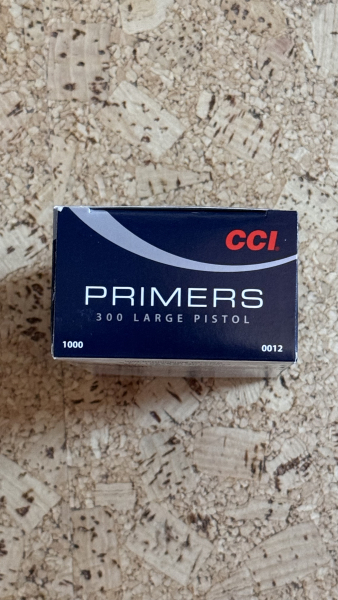 CCI
PRIMERS
300 LARGE PISTOL
1000 0012